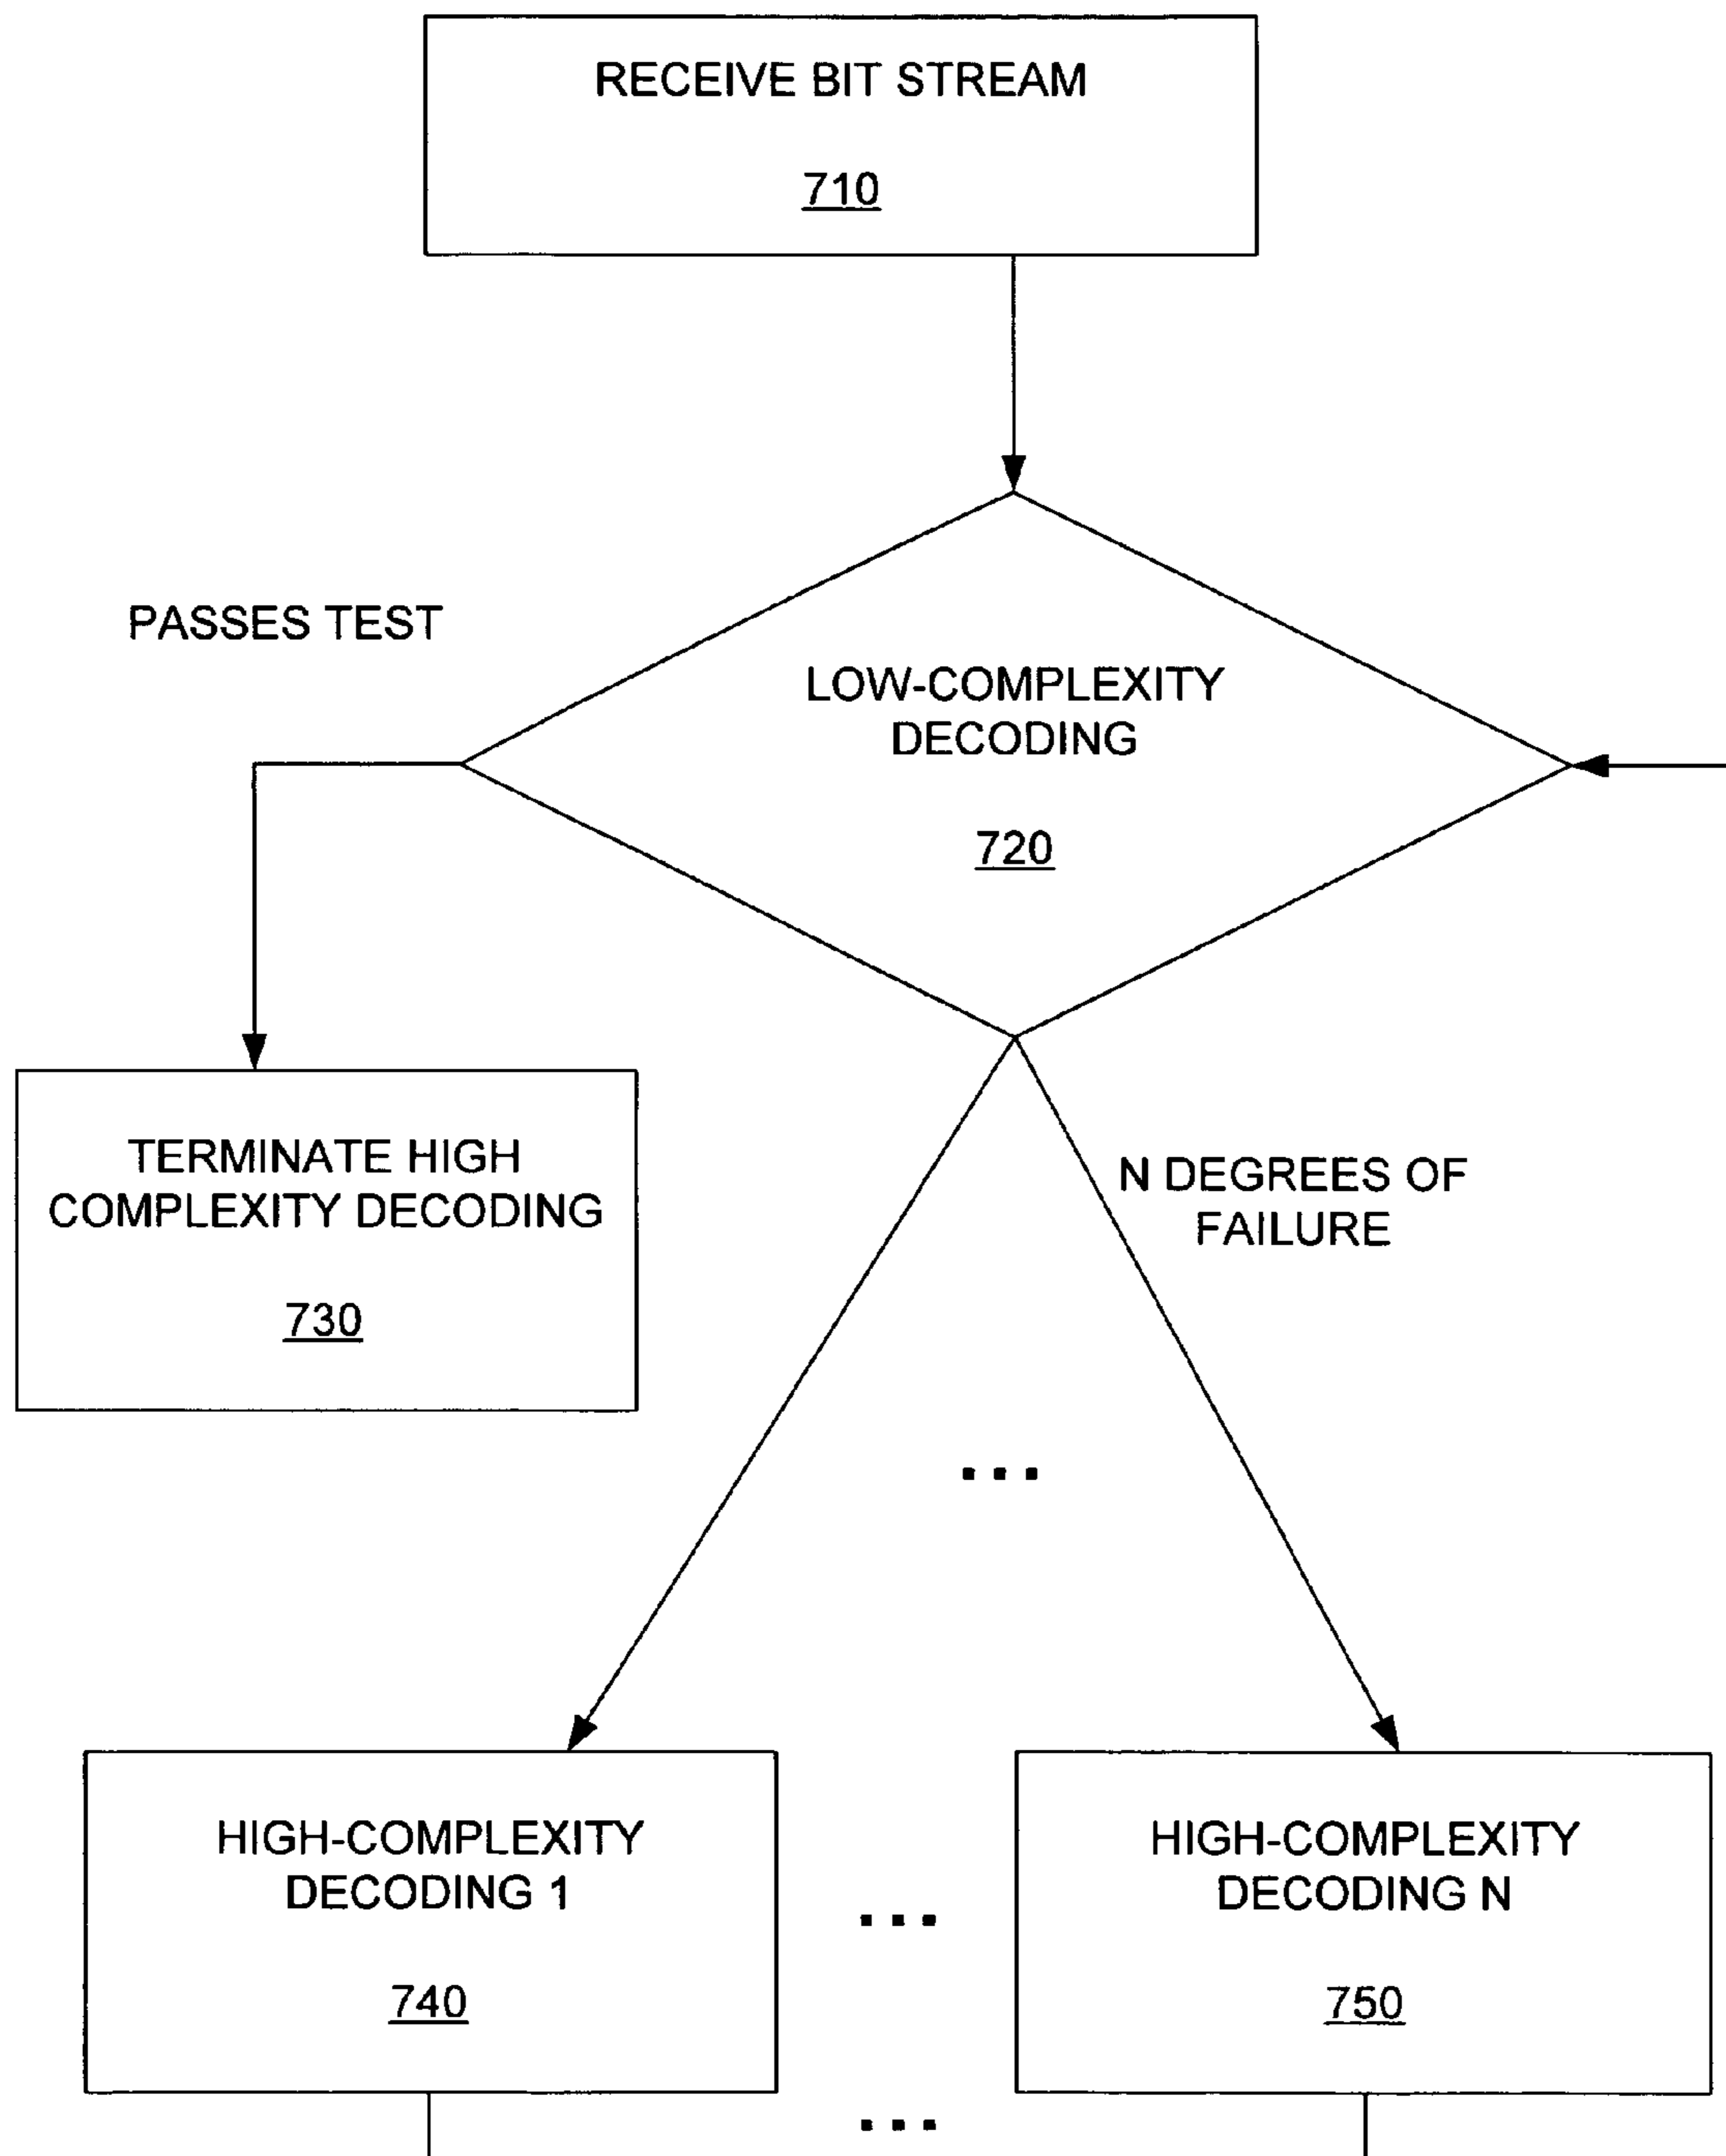 RECEIVE BIT STREAM
710
PASSES TEST
LOW-COMPLEXITY
DECODING
720
TERMINATE HIGH
COMPLEXITY DECODING
730
N DEGREES OF
FAILURE
...
HIGH-COMPLEXITY
DECODING 1
740
...
HIGH-COMPLEXITY
DECODING N
750
...